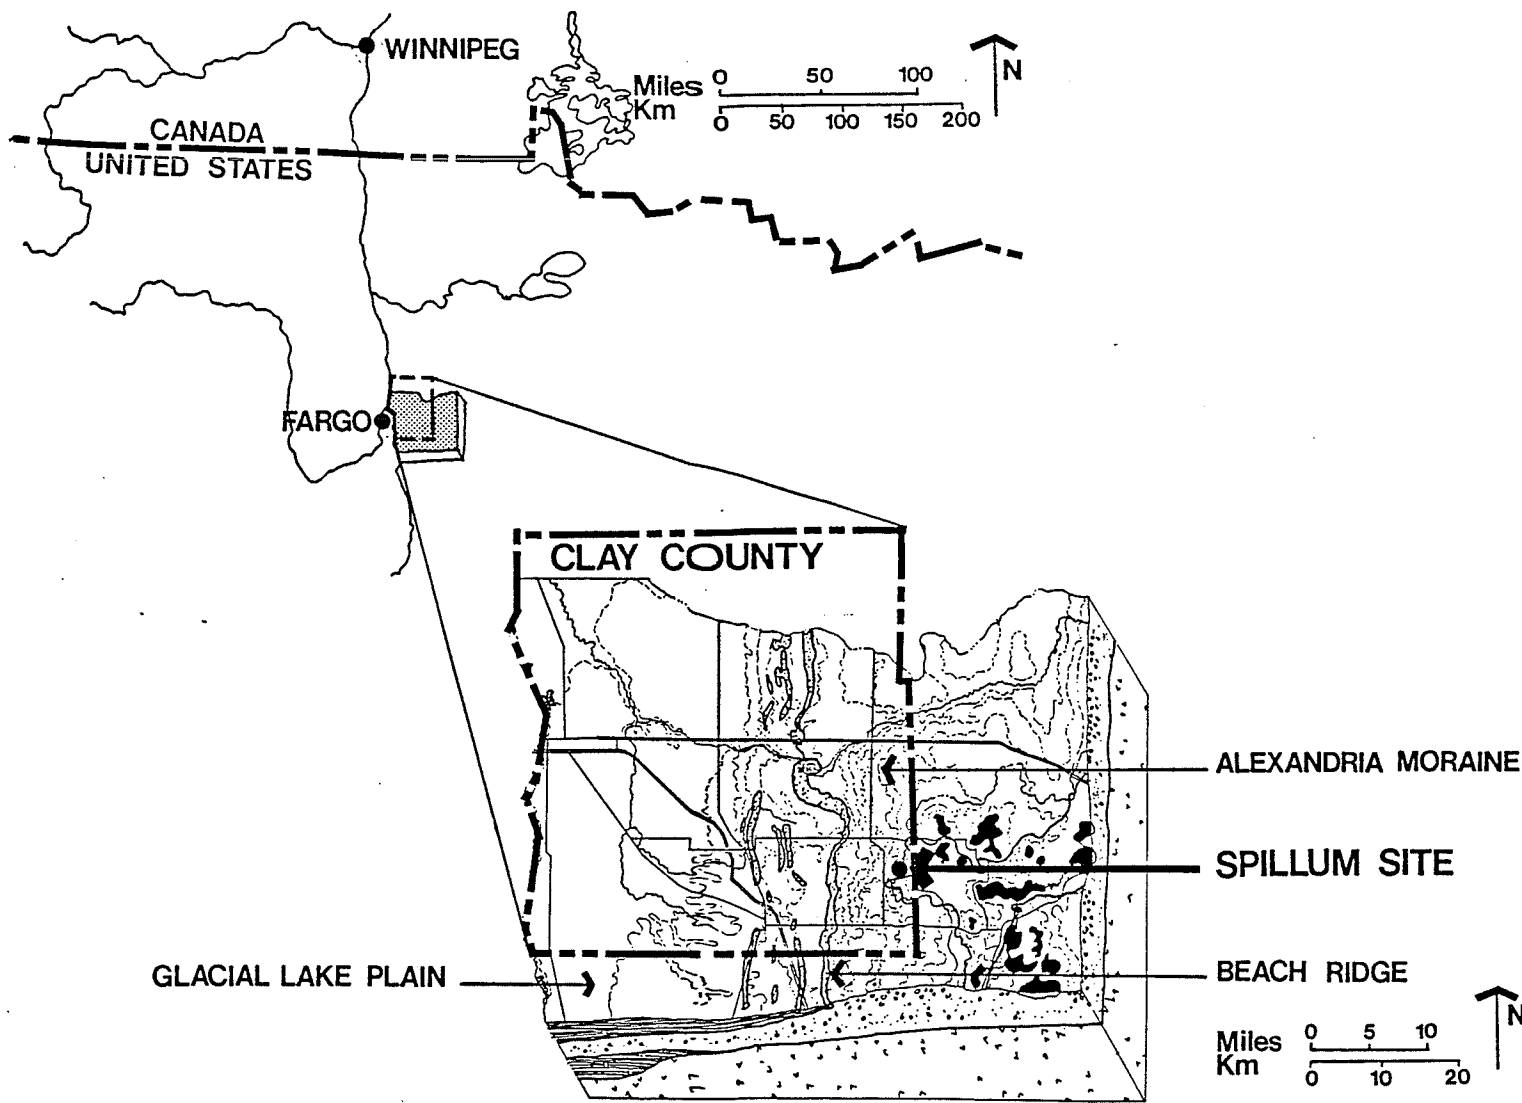 WINNIPEG
Miles 0 50 100
Km 0 50 100 150 200
N
CANADA
UNITED STATES
FARGO
CLAY COUNTY
ALEXANDRIA MORAINE
SPILLUM SITE
GLACIAL LAKE PLAIN
BEACH RIDGE
N
Miles 0 5 10
Km 0 10 20